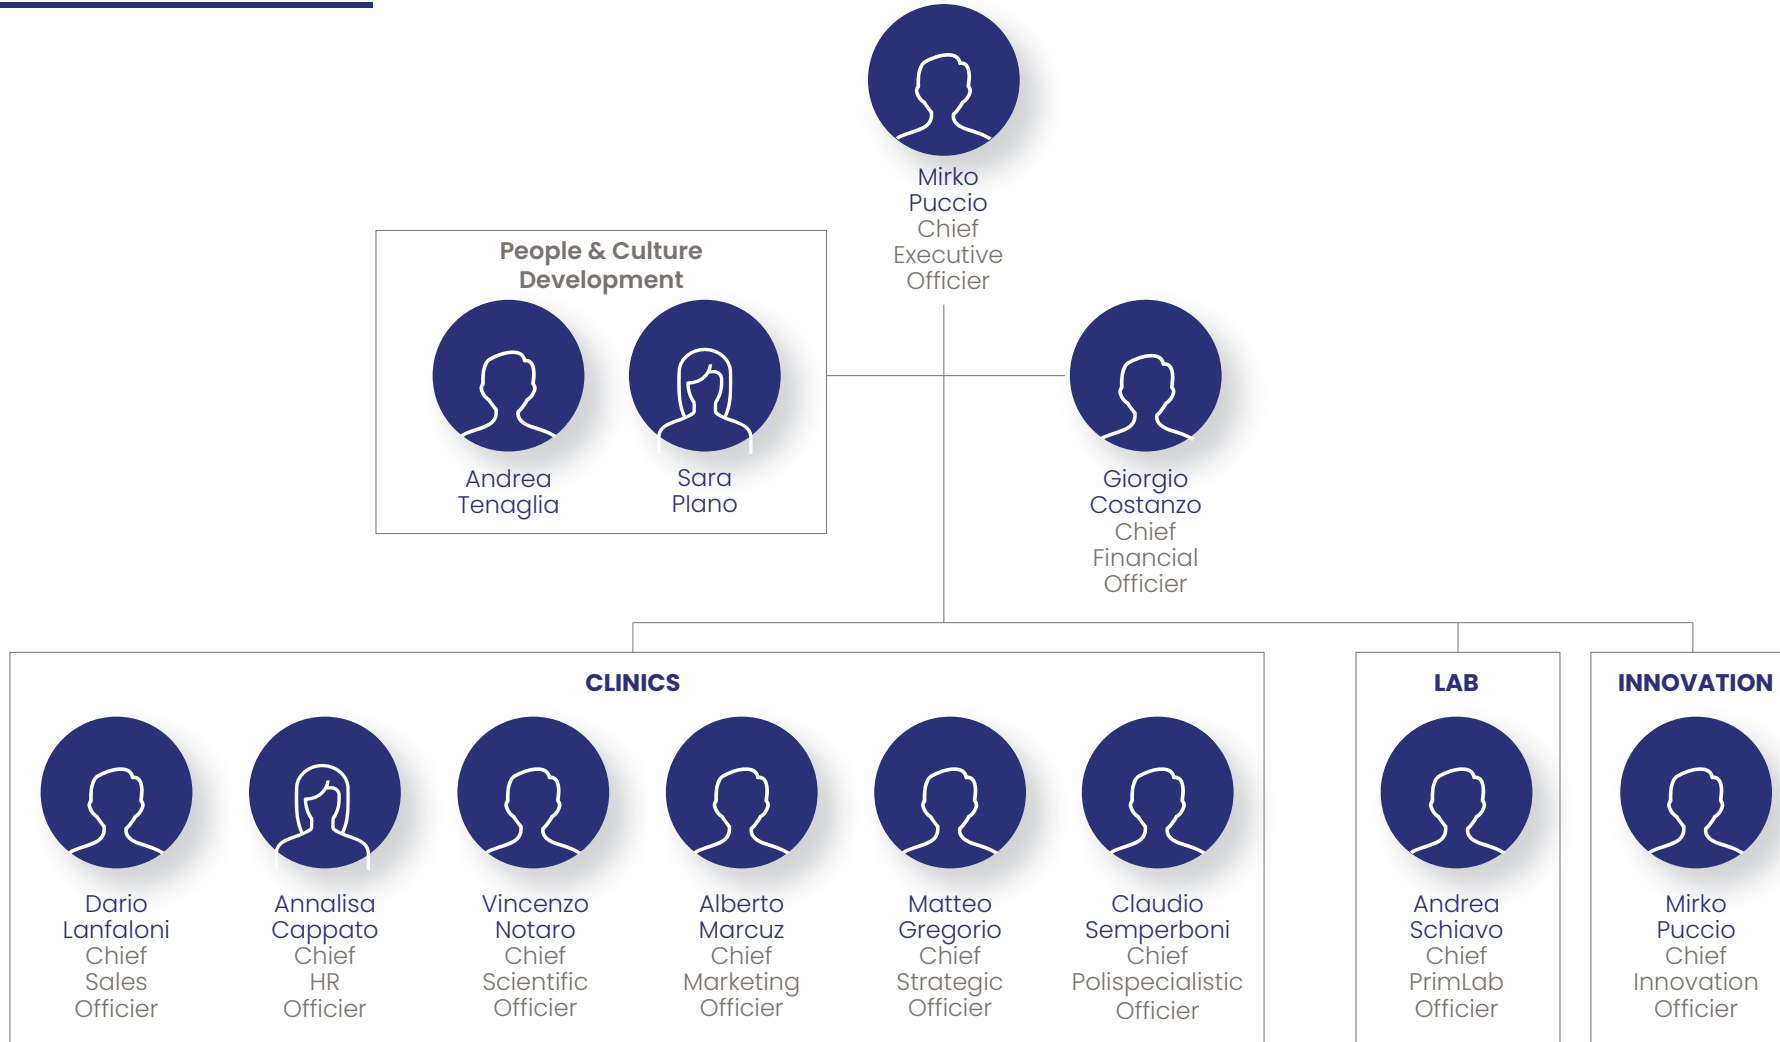 Mirko
Puccio
Chief
Executive
Officier
People & Culture
Development
Andrea
Tenaglia
Sara
Plano
Giorgio
Costanzo
Chief
Financial
Officier
CLINICS
Dario
Lanfaloni
Chief
Sales
Officier
Annalisa
Cappato
Chief
HR
Officier
Vincenzo
Notaro
Chief
Scientific
Officier
Alberto
Marcuz
Chief
Marketing
Officier
Matteo
Gregorio
Chief
Strategic
Officier
Claudio
Semperboni
Chief
Polispecialistic
Officier
LAB
Andrea
Schiavo
Chief
PrimLab
Officier
INNOVATION
Mirko
Puccio
Chief
Innovation
Officier